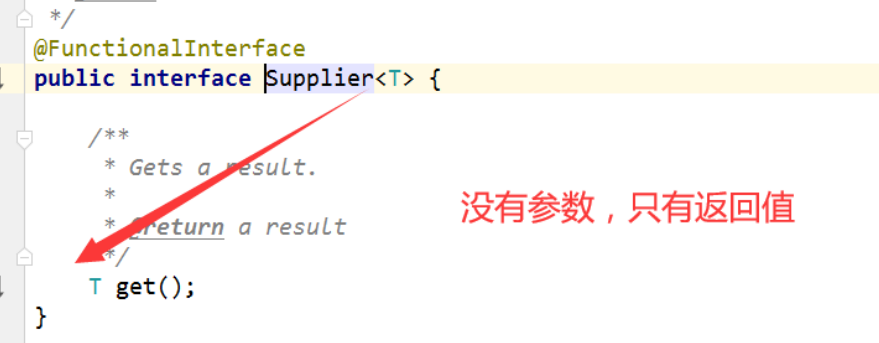 */
@FunctionalInterface
public interface Supplier<T> {
/**
* Gets a result.
*
* @return a result
*/
没有参数，只有返回值
T get();
}